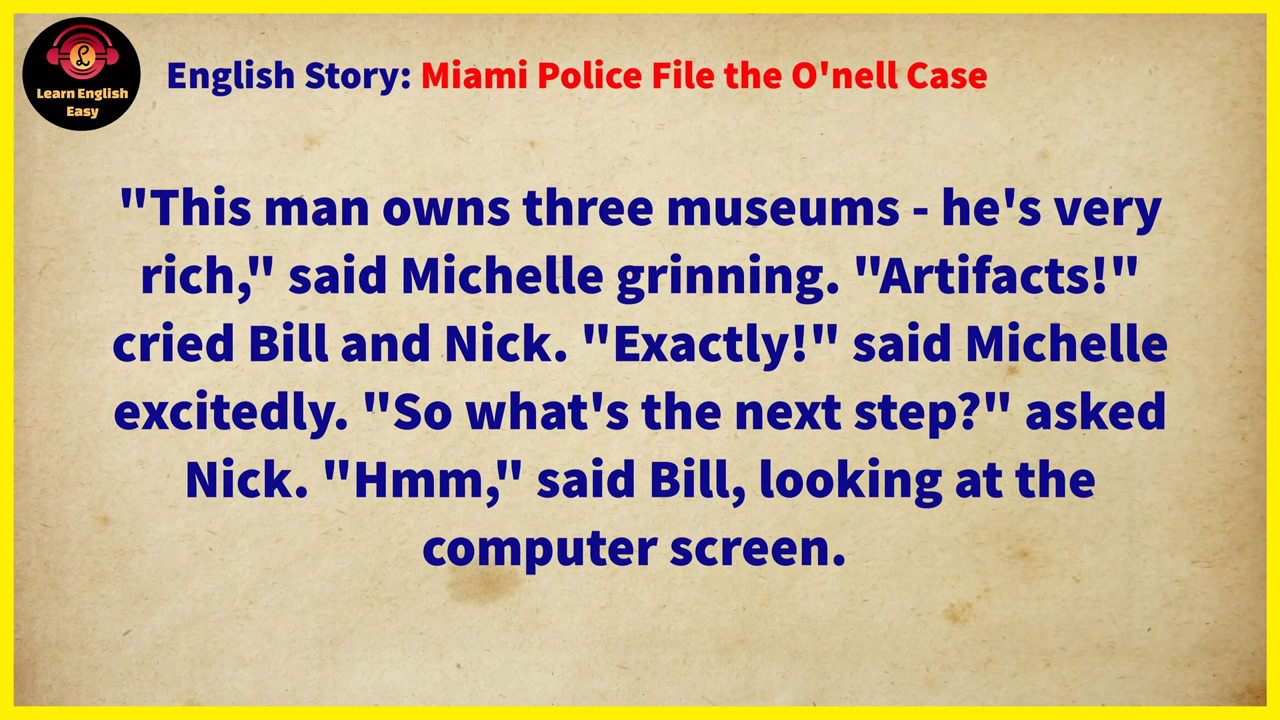 Learn English
Easy
English Story: Miami Police File the O'nell Case
"This man owns three museums - he's very
rich," said Michelle grinning. "Artifacts!"
cried Bill and Nick. "Exactly!" said Michelle
excitedly. "So what's the next step?" asked
Nick. "Hmm," said Bill, looking at the
computer screen.